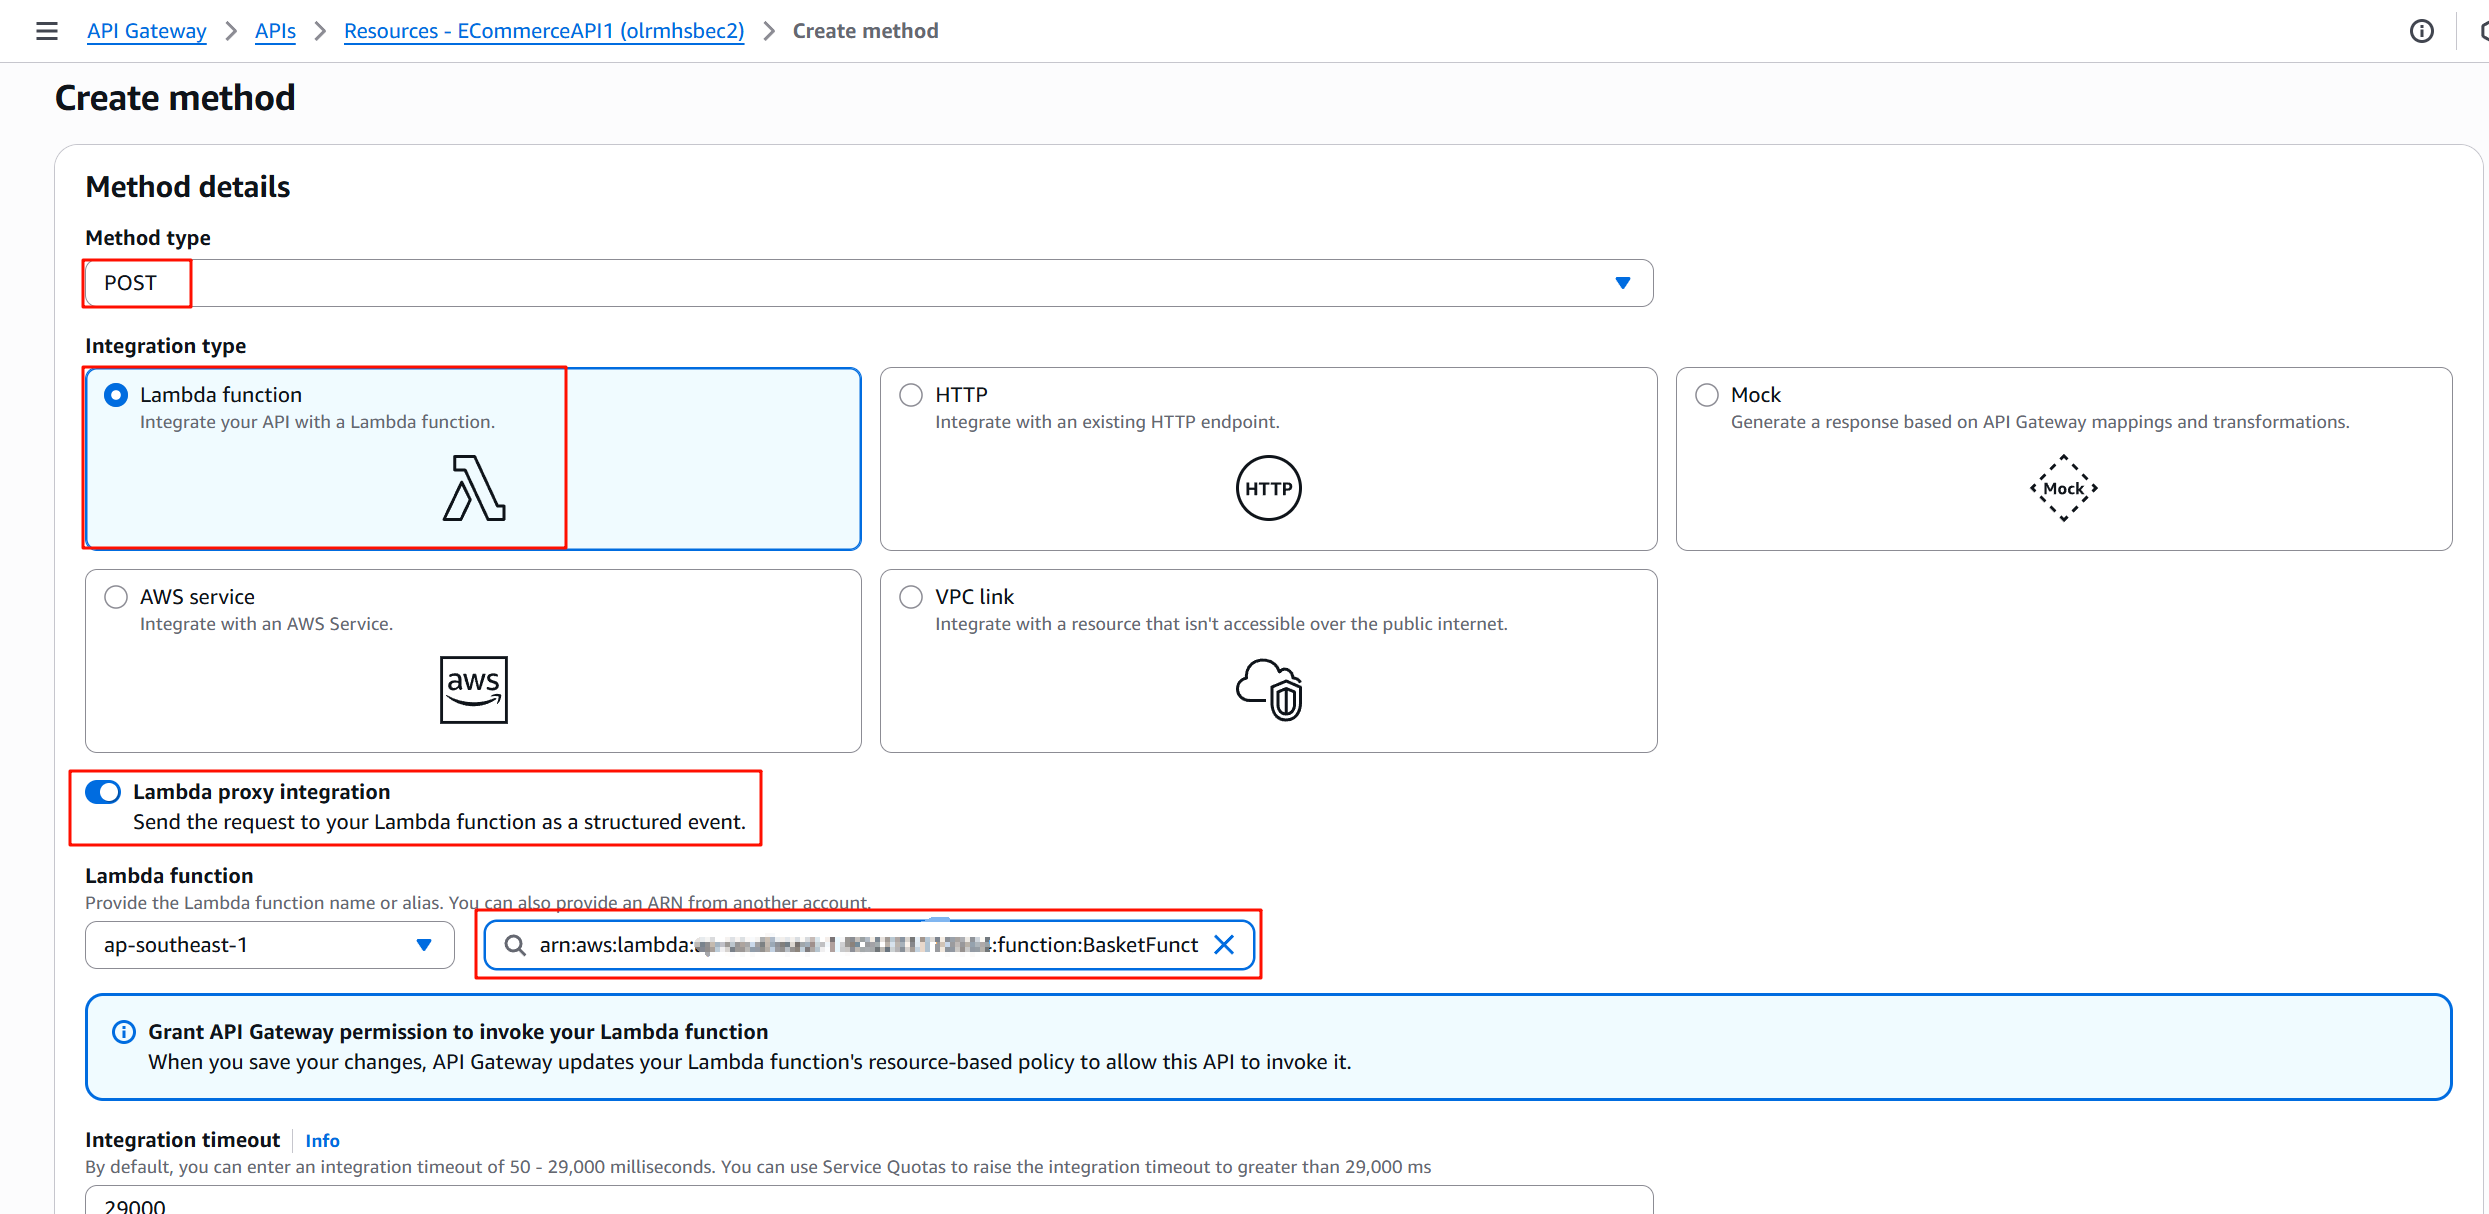 API Gateway > APIs > Resources - ECommerceAPI1 (olrmhsbec2) > Create method
Create method
Method details
Method type
POST
Integration type
Lambda function
Integrate your API with a Lambda function.
HTTP
Integrate with an existing HTTP endpoint.
HTTP
Mock
Generate a response based on API Gateway mappings and transformations.
Mock
AWS service
Integrate with an AWS Service.
aws
VPC link
Integrate with a resource that isn't accessible over the public internet.
Lambda proxy integration
Send the request to your Lambda function as a structured event.
Lambda function
Provide the Lambda function name or alias. You can also provide an ARN from another account.
ap-southeast-1
arn:aws:lambda: :function:BasketFunct
Grant API Gateway permission to invoke your Lambda function
When you save your changes, API Gateway updates your Lambda function's resource-based policy to allow this API to invoke it.
Integration timeout
Info
By default, you can enter an integration timeout of 50 - 29,000 milliseconds. You can use Service Quotas to raise the integration timeout to greater than 29,000 ms
29000